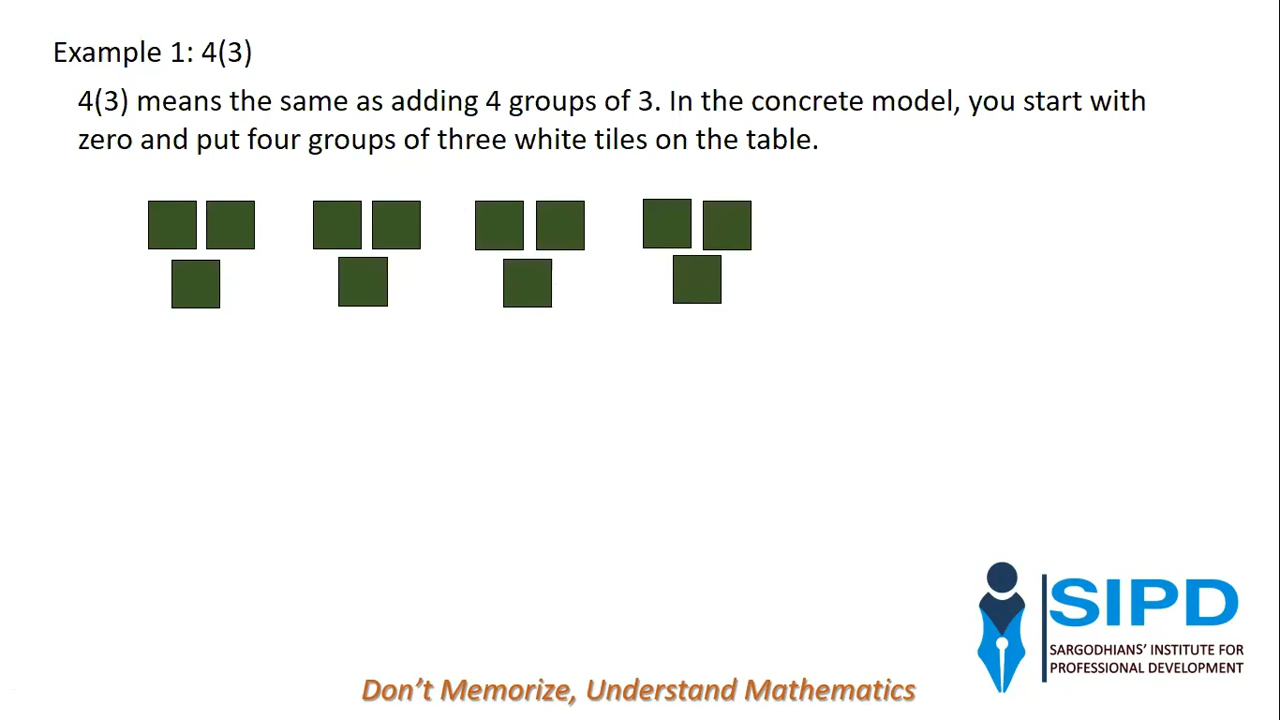 Example 1: 4(3)
4(3) means the same as adding 4 groups of 3. In the concrete model, you start with
zero and put four groups of three white tiles on the table.
SIPD
SARGODHIANS' INSTITUTE FOR
PROFESSIONAL DEVELOPMENT
Don't Memorize, Understand Mathematics